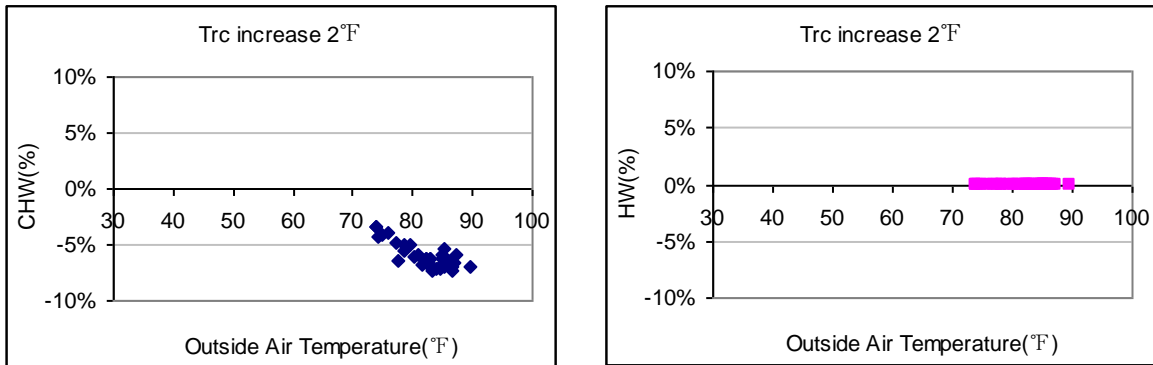 Trc increase 2℉
10%
5%
0%
-5%
-10%
30 40 50 60 70 80 90 100
CHW(%)
Outside Air Temperature(℉)
Trc increase 2℉
10%
5%
0%
-5%
-10%
30 40 50 60 70 80 90 100
HW(%)
Outside Air Temperature(℉)